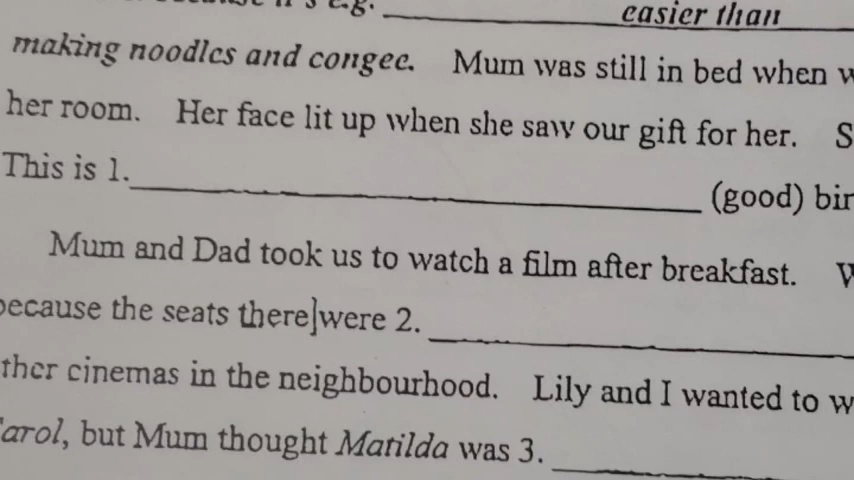 e.g. easier than
making noodles and congee. Mum was still in bed when
her room. Her face lit up when she saw our gift for her.
This is 1. (good)
Mum and Dad took us to watch a film after breakfast.
because the seats there were 2.
cinemas in the neighbourhood. Lily and I wanted to
but Mum thought Matilda was 3.